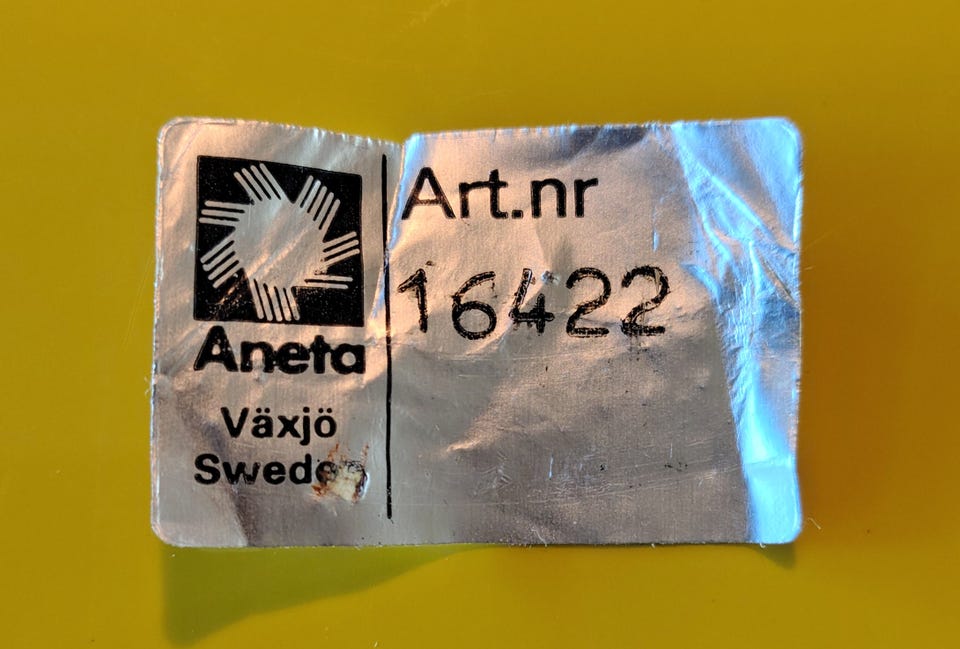 Aneta
Växjö
Sweden
Art.nr
16422